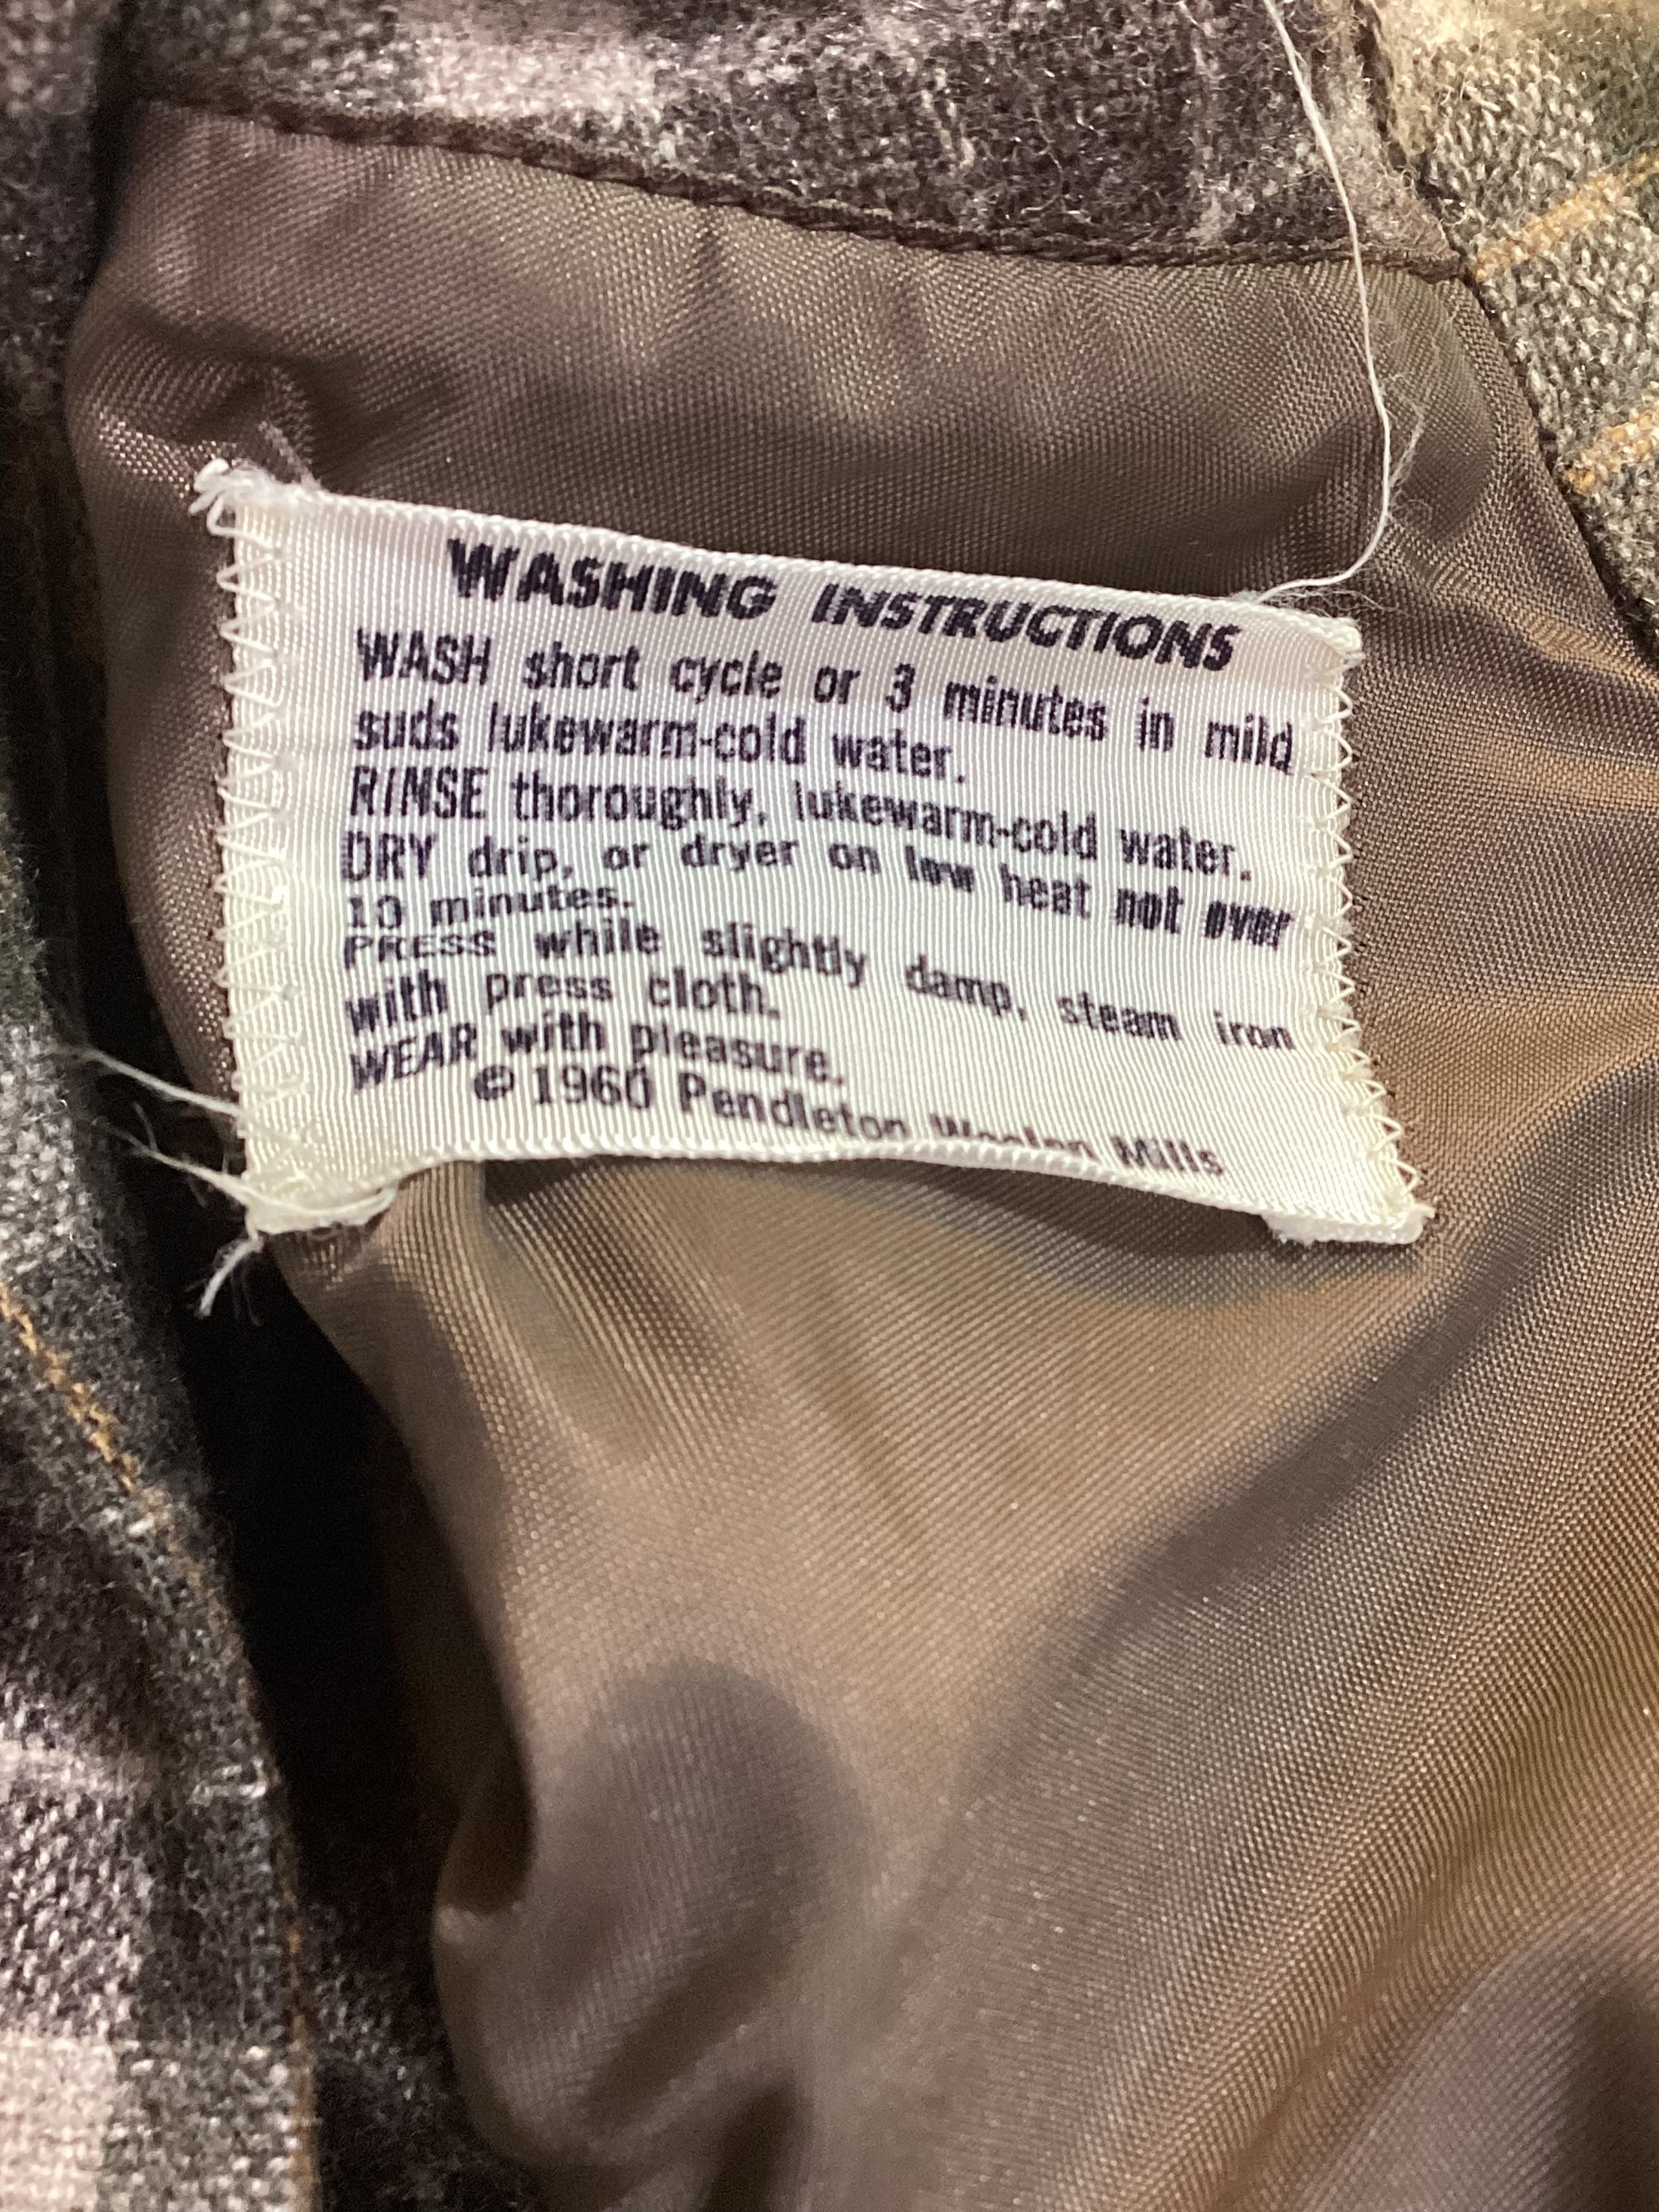 WASHING INSTRUCTIONS
WASH short cycle or 3 minutes in mild
suds lukewarm-cold water.
RINSE thoroughly, lukewarm-cold water.
DRY drip, or dryer on low heat not over
10 minutes.
PRESS while slightly damp, steam iron
with press cloth.
WEAR with pleasure.
© 1960 Pendleton Woolen Mills